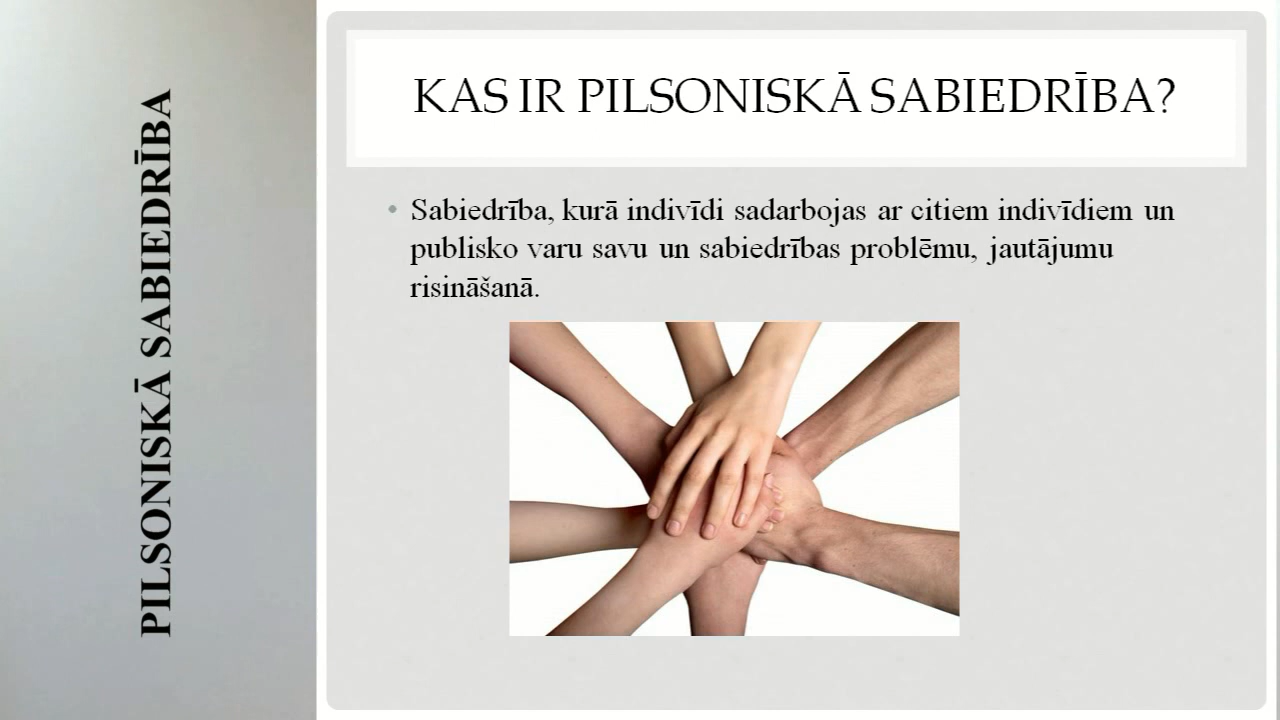 PILSONISKĀ SABIEDRĪBA
KAS IR PILSONISKĀ SABIEDRĪBA?
• Sabiedrība, kurā indivīdi sadarbojas ar citiem indivīdiem un
publisko varu savu un sabiedrības problēmu, jautājumu
risināšanā.